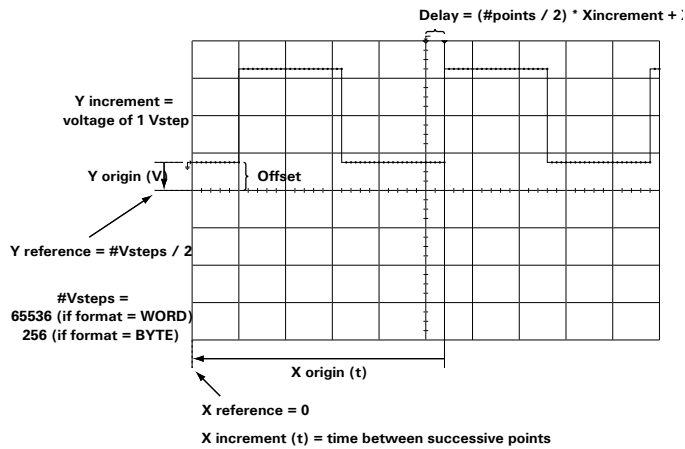 Delay = (#points / 2) * Xincrement +
Y increment =
voltage of 1 Vstep
Y origin (V)
Offset
Y reference = #Vsteps / 2
#Vsteps =
65536 (if format = WORD)
256 (if format = BYTE)
X origin (t)
X reference = 0
X increment (t) = time between successive points